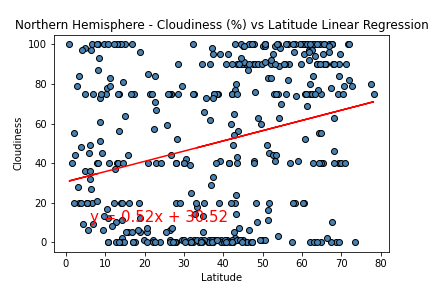 Northern Hemisphere - Cloudiness (%) vs Latitude Linear Regression
100
80
60
40
20
0
Cloudiness
y = 0.52x + 30.52
0 10 20 30 40 50 60 70 80
Latitude